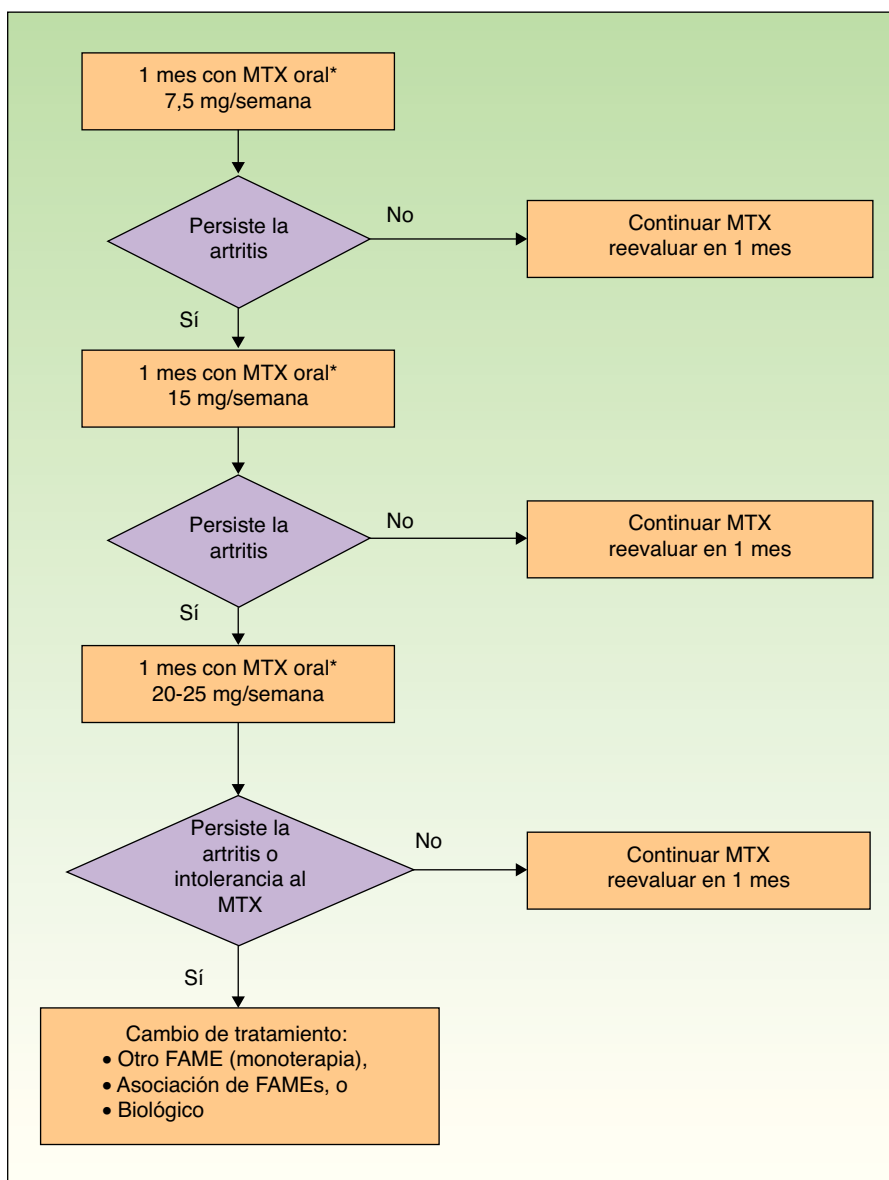 1 mes con MTX oral*
7,5 mg/semana
Persiste la
artritis
No
Continuar MTX
reevaluar en 1 mes
Sí
1 mes con MTX oral*
15 mg/semana
Persiste la
artritis
No
Continuar MTX
reevaluar en 1 mes
Sí
1 mes con MTX oral*
20-25 mg/semana
Persiste la
artritis o
intolerancia al
MTX
No
Continuar MTX
reevaluar en 1 mes
Sí
Cambio de tratamiento:
• Otro FAME (monoterapia),
• Asociación de FAMEs, o
• Biológico